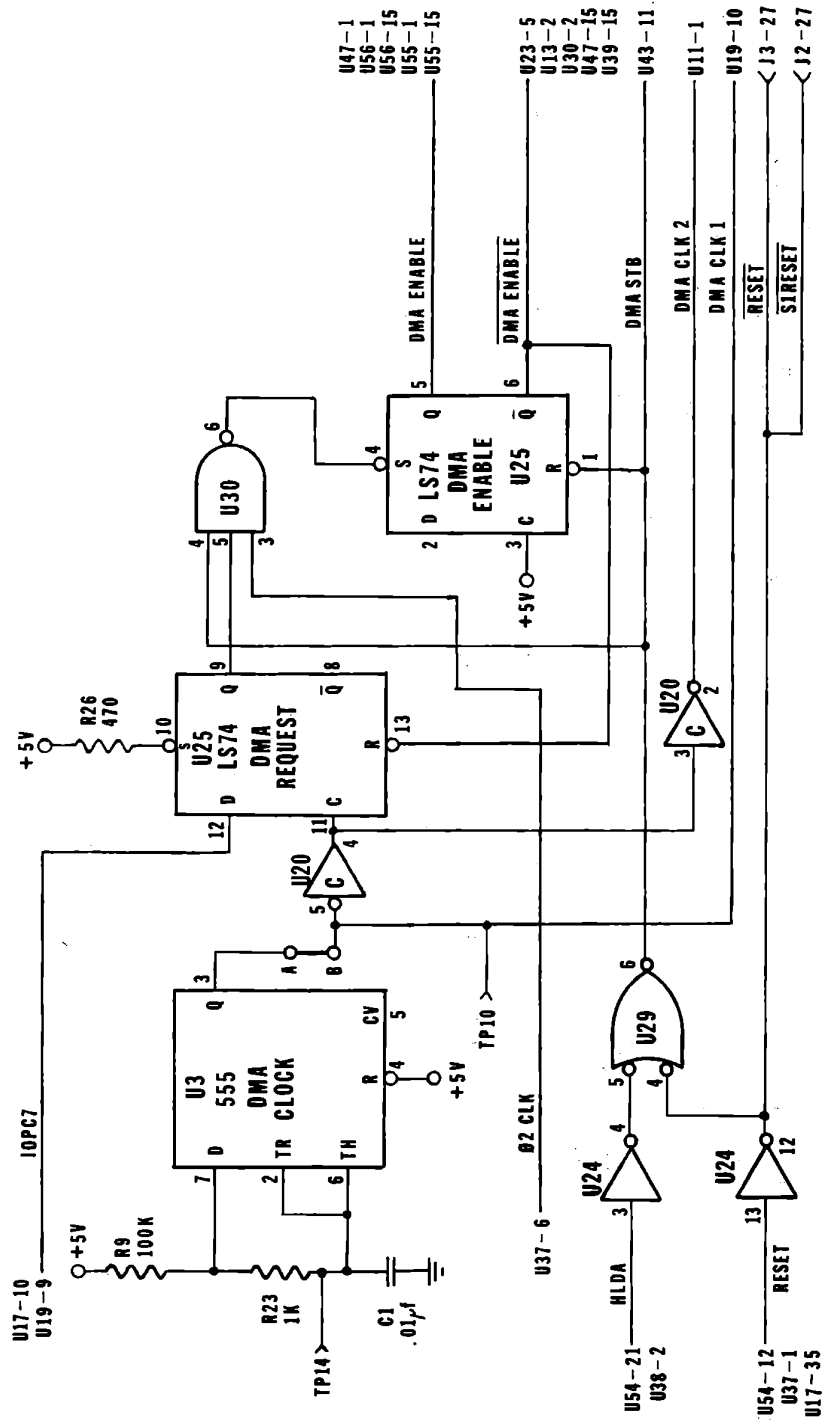 U17-10
U19-9
IOPC7
+5V
R9
100K
R23
1K
TP14
C1
.01µf
7
2
6
D
TR
TH
U3
555
DMA
CLOCK
Q
3
CV
5
R
4
+5V
A
B
TP10
U20
5
C
4
+5V
R26
470
10
S
12
D
11
C
U25
LS74
DMA
REQUEST
Q
9
Q̅
8
R
13
4
5
3
U30
6
2
D
3
C
+5V
4
S
LS74
DMA
ENABLE
U25
R
1
Q
5
Q̅
6
DMA ENABLE
U47-1
U56-1
U56-15
U55-1
U55-15
D̅M̅A̅ E̅N̅A̅B̅L̅E̅
U23-5
U13-2
U30-2
U47-15
U39-15
DMA STB
U43-11
U37-6
Ø2 CLK
U20
3
C
2
DMA CLK 2
U11-1
DMA CLK 1
U19-10
U54-21
U38-2
HLDA
3
U24
4
5
4
U29
6
U54-12
U37-1
U17-35
RESET
13
U24
12
R̅E̅S̅E̅T̅
J3-27
S̅1̅R̅E̅S̅E̅T̅
J2-27